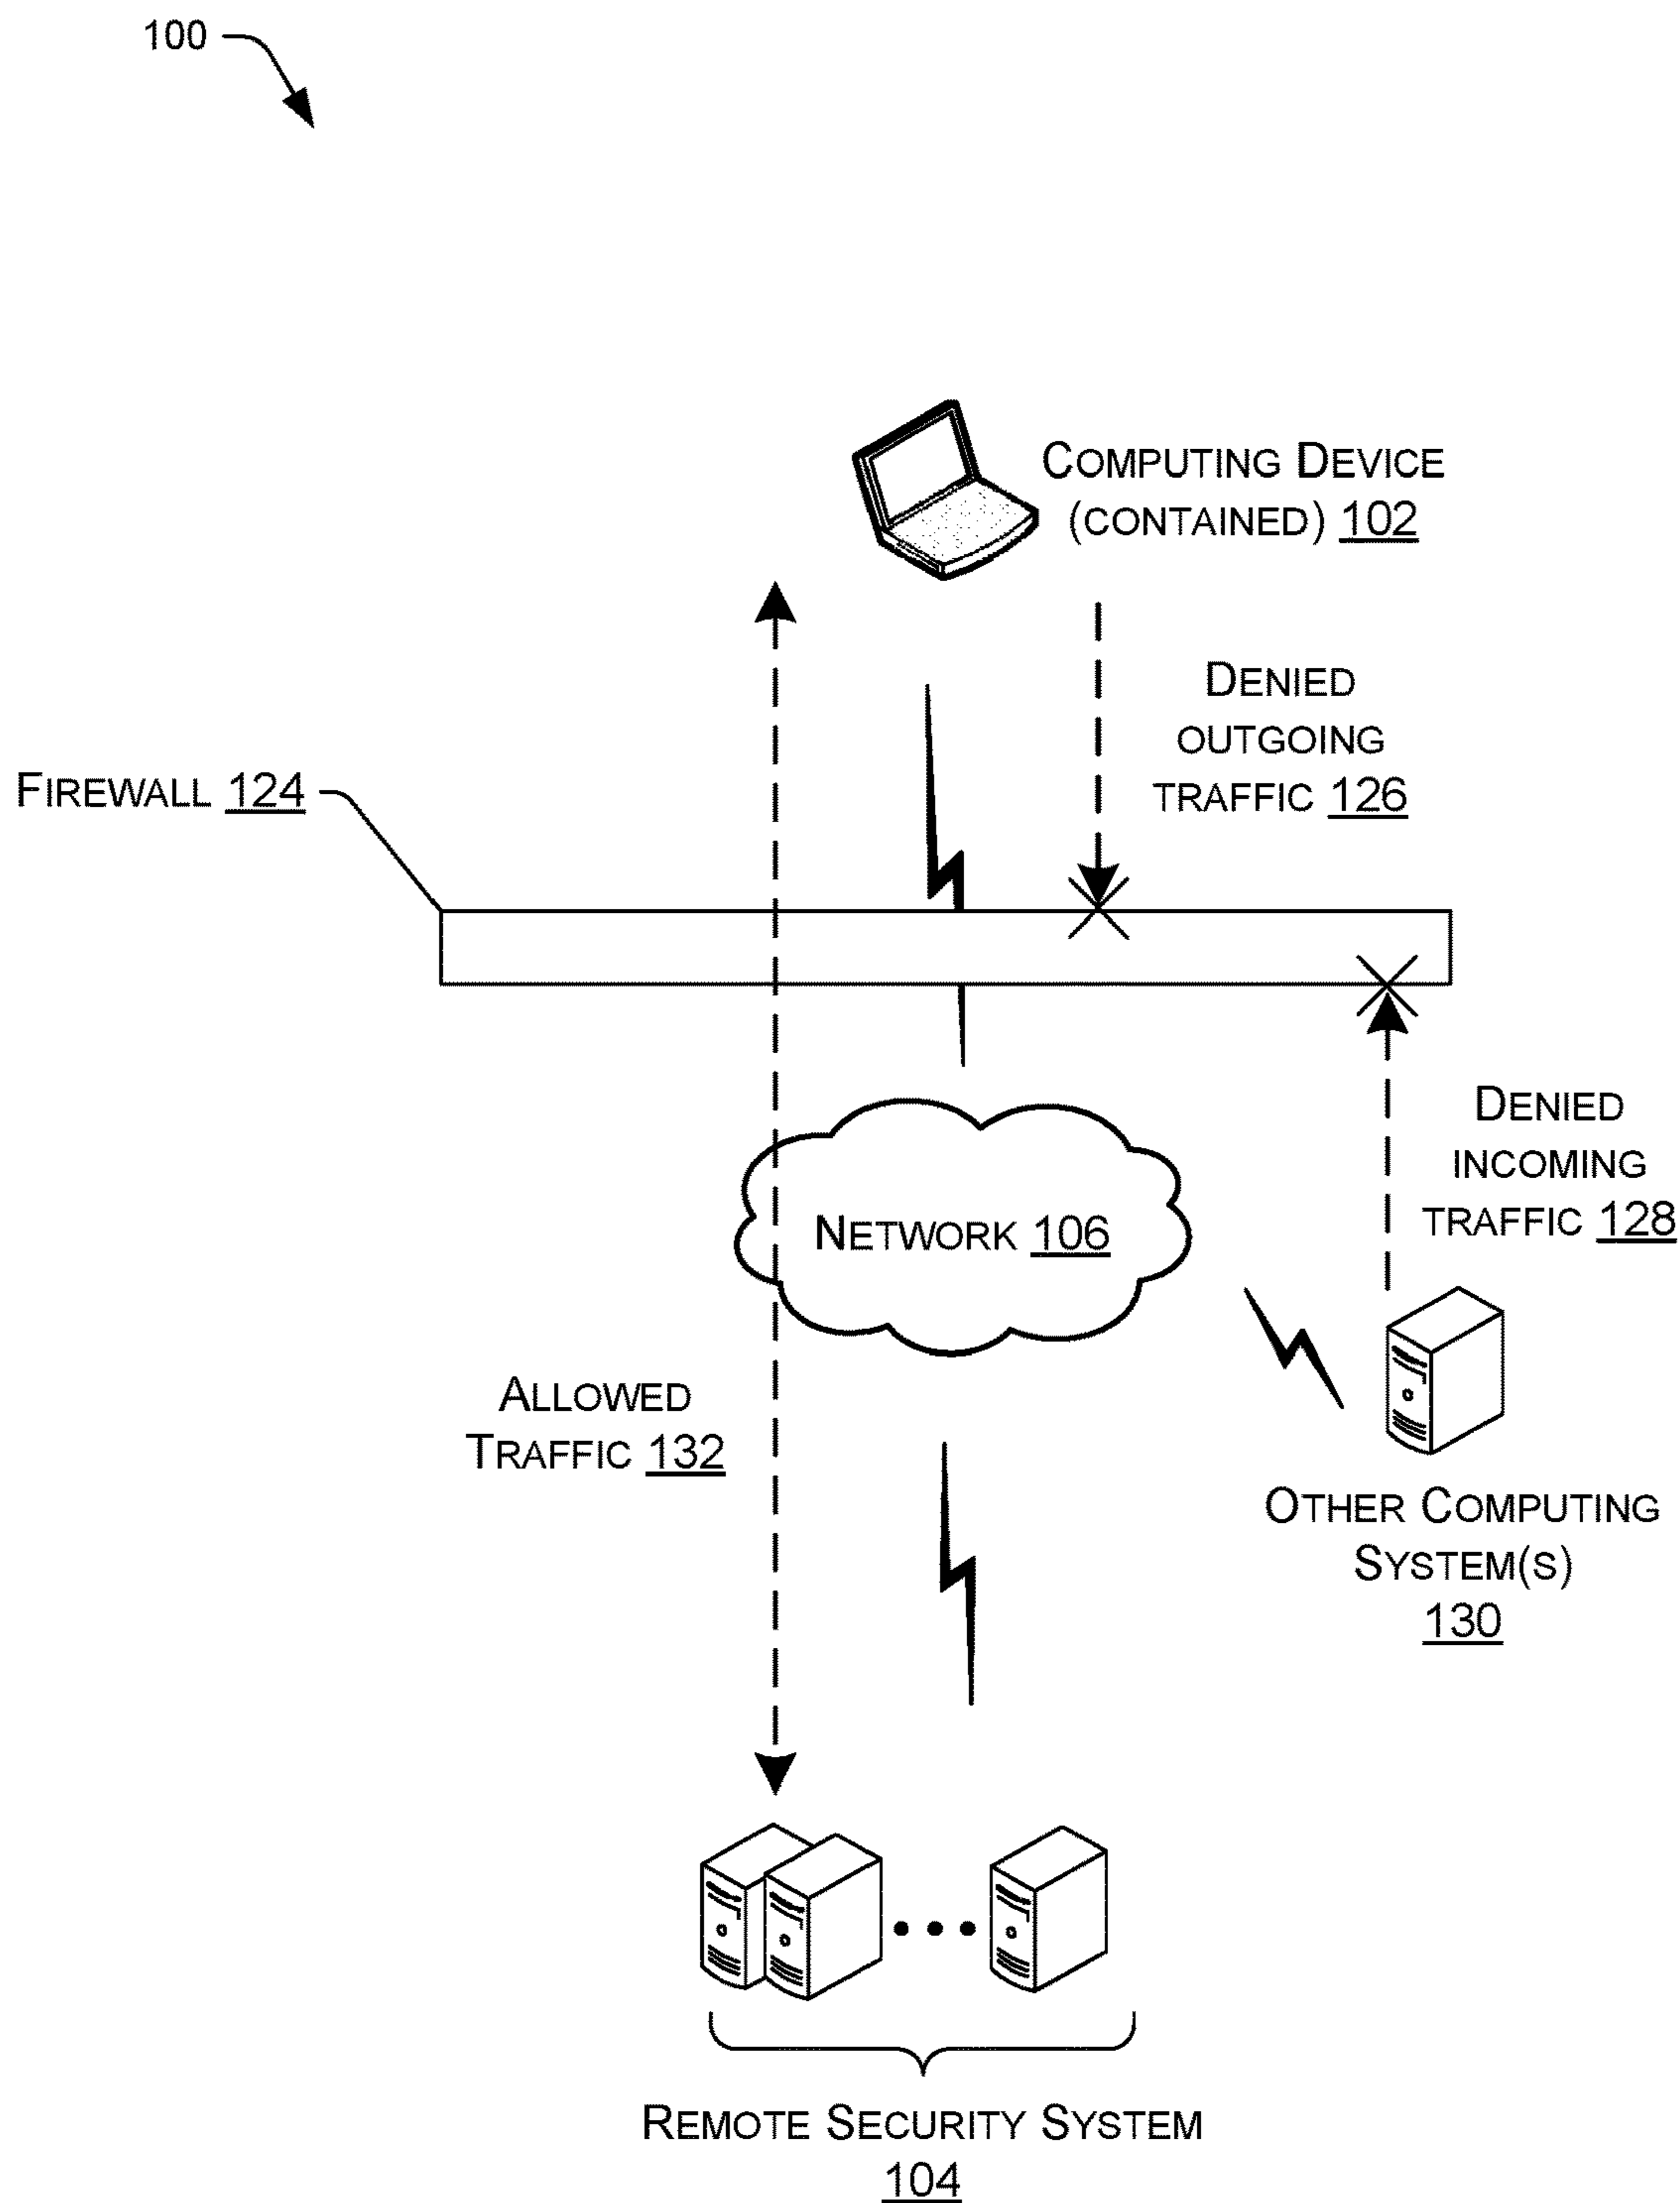 100
COMPUTING DEVICE
(CONTAINED) 102
DENIED
OUTGOING
TRAFFIC 126
FIREWALL 124
DENIED
INCOMING
TRAFFIC 128
NETWORK 106
ALLOWED
TRAFFIC 132
OTHER COMPUTING
SYSTEM(S)
130
REMOTE SECURITY SYSTEM
104